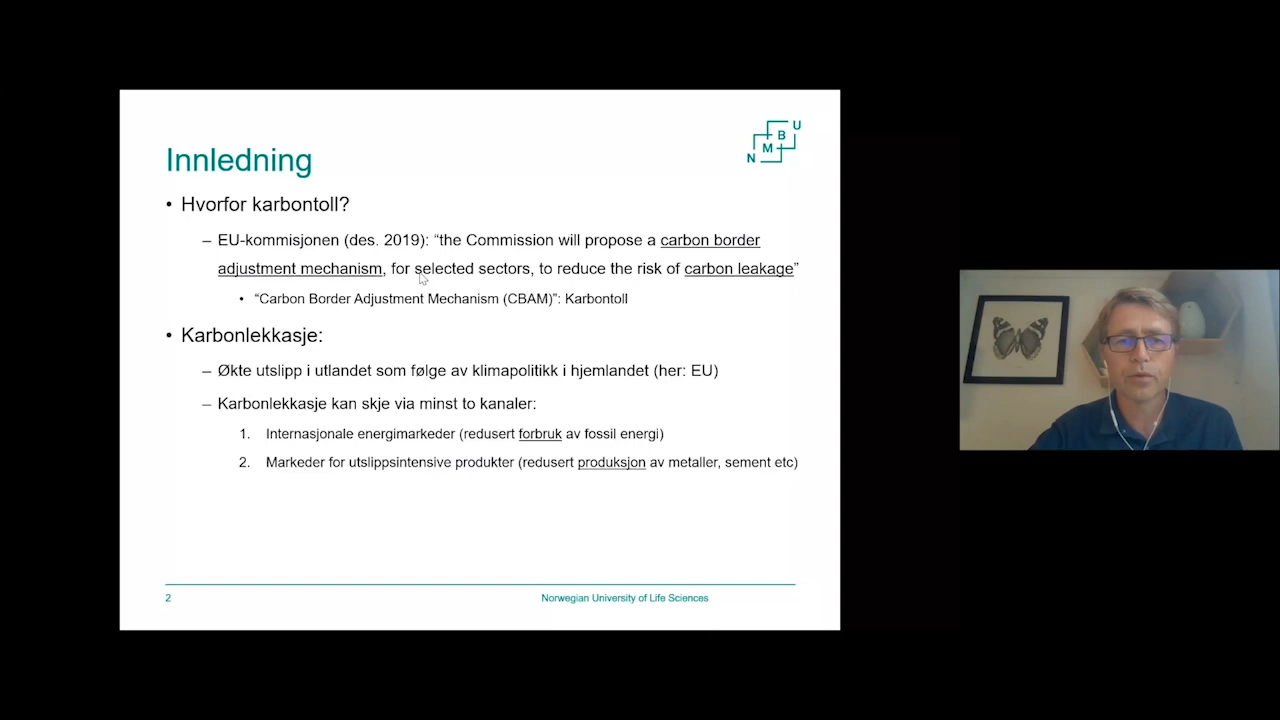 N M B U
Innledning
• Hvorfor karbontoll?
– EU-kommisjonen (des. 2019): “the Commission will propose a carbon border
adjustment mechanism, for selected sectors, to reduce the risk of carbon leakage”
• “Carbon Border Adjustment Mechanism (CBAM)”: Karbontoll
• Karbonlekkasje:
– Økte utslipp i utlandet som følge av klimapolitikk i hjemlandet (her: EU)
– Karbonlekkasje kan skje via minst to kanaler:
1. Internasjonale energimarkeder (redusert forbruk av fossil energi)
2. Markeder for utslippsintensive produkter (redusert produksjon av metaller, sement etc)
2
Norwegian University of Life Sciences